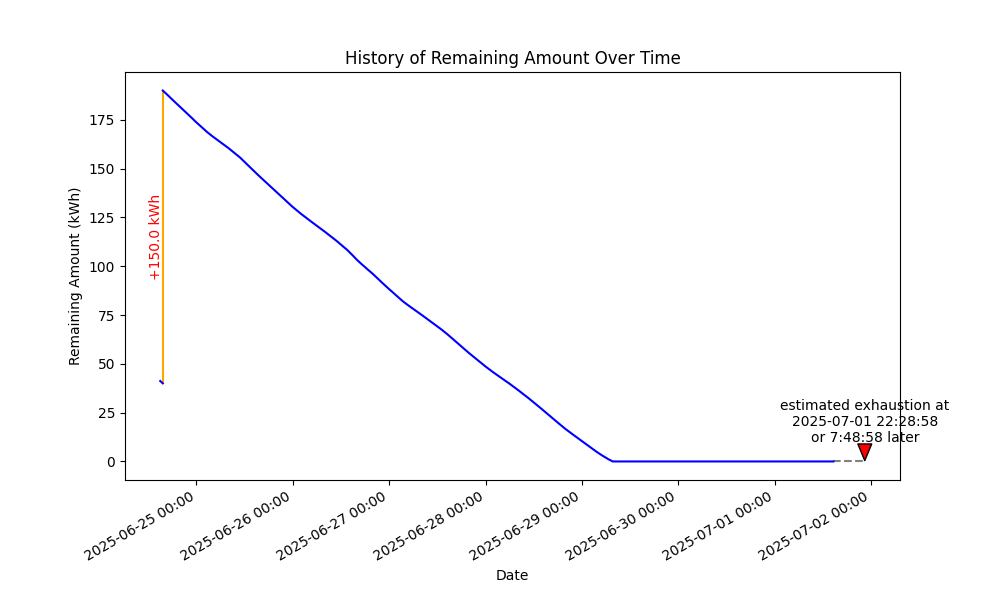 History of Remaining Amount Over Time
Remaining Amount (kWh)
175
150
125
100
75
50
25
0
+150.0 kWh
estimated exhaustion at
2025-07-01 22:28:58
or 7:48:58 later
2025-06-25 00:00
2025-06-26 00:00
2025-06-27 00:00
2025-06-28 00:00
2025-06-29 00:00
2025-06-30 00:00
2025-07-01 00:00
2025-07-02 00:00
Date